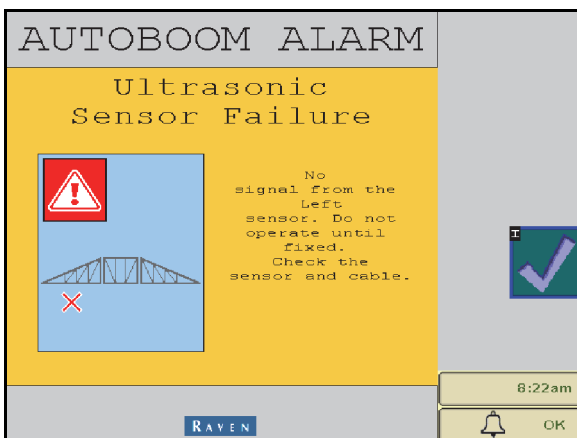 AUTOBOOM ALARM
Ultrasonic
Sensor Failure
No
signal from the
Left
sensor. Do not
operate until
fixed.
Check the
sensor and cable.
I
8:22am
RAVEN
OK